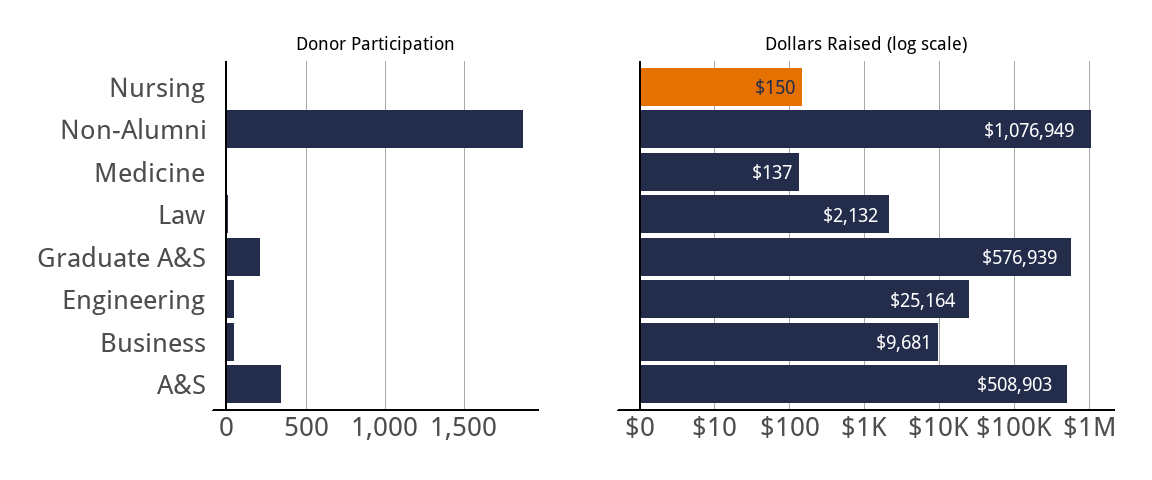 Donor Participation
Dollars Raised (log scale)
Nursing
$150
Non-Alumni
$1,076,949
Medicine
$137
Law
$2,132
Graduate A&S
$576,939
Engineering
$25,164
Business
$9,681
A&S
$508,903
0 500 1,000 1,500
$0 $10 $100 $1K $10K $100K $1M